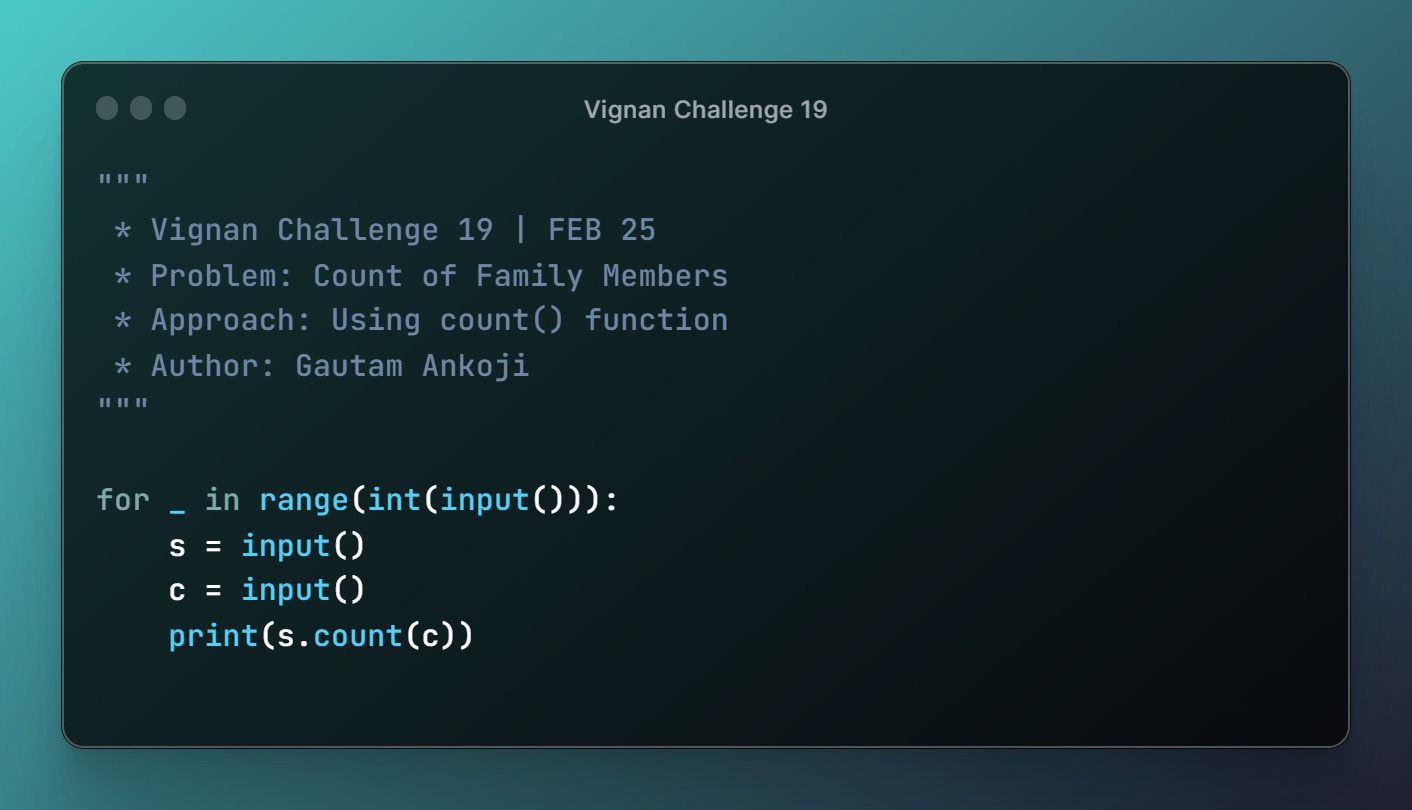 Vignan Challenge 19
"""
 * Vignan Challenge 19 | FEB 25
 * Problem: Count of Family Members
 * Approach: Using count() function
 * Author: Gautam Ankoji
"""
for _ in range(int(input())):
    s = input()
    c = input()
    print(s.count(c))